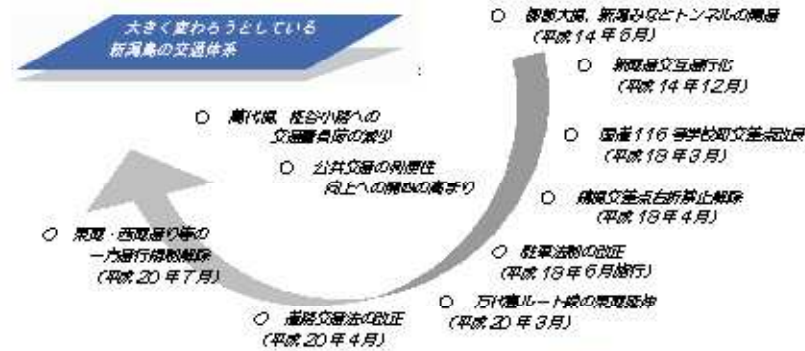 大きく変わろうとしている
新潟島の交通体系
○ 柳都大橋、新潟みなとトンネルの開通
（平成14年5月）
○ 新堀通交互通行化
（平成14年12月）
○ 国道116号学校町交差点改良
（平成18年3月）
○ 鏡橋交差点右折禁止解除
（平成18年4月）
○ 駐車法制の改正
（平成18年6月施行）
○ 万代島ルート線の東堀延伸
（平成20年3月）
○ 道路交通法の改正
（平成20年4月）
○ 東堀・西堀通り等の
一方通行規制解除
（平成20年7月）
○ 公共交通の利便性
向上への関心の高まり
○ 萬代橋、柾谷小路への
交通量負荷の減少